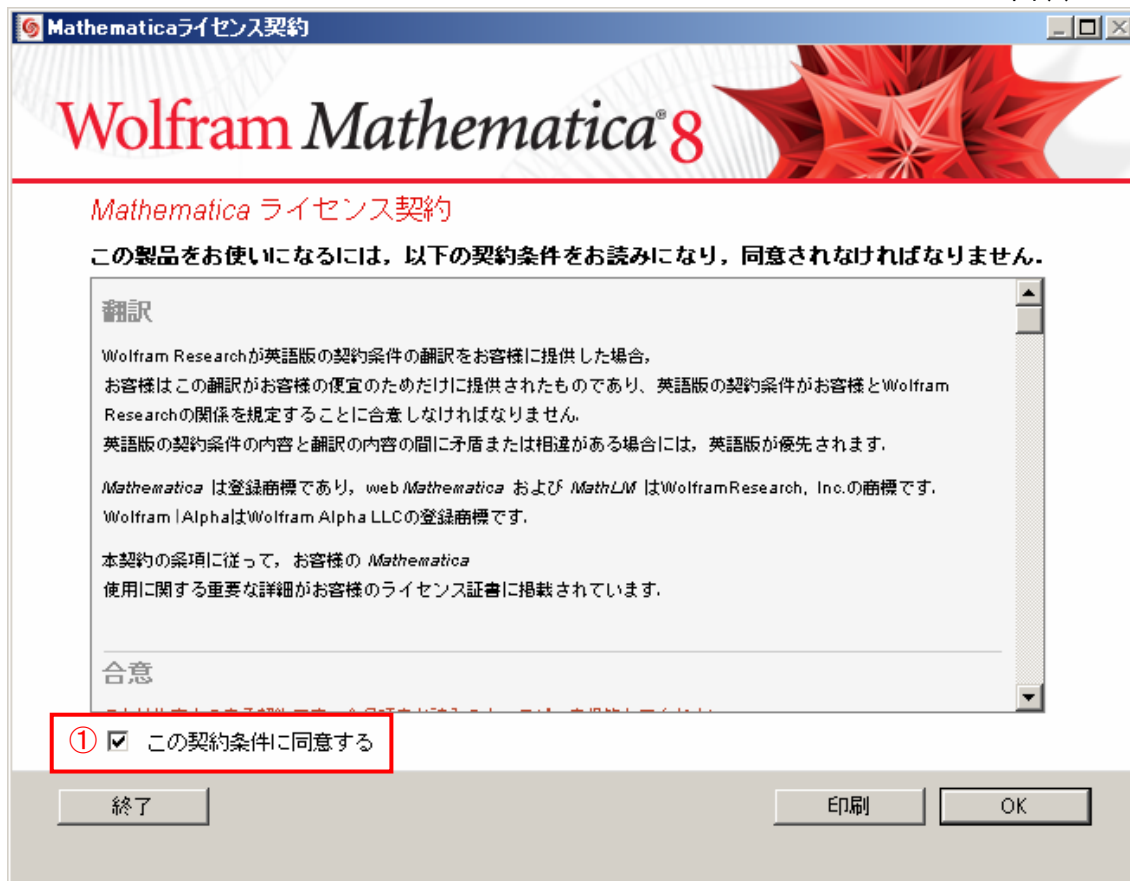 Mathematicaライセンス契約
Wolfram Mathematica®8
Mathematica ライセンス契約
この製品をお使いになるには，以下の契約条件をお読みになり，同意されなければなりません．
翻訳
Wolfram Researchが英語版の契約条件の翻訳をお客様に提供した場合，
お客様はこの翻訳がお客様の便宜のためだけに提供されたものであり、英語版の契約条件がお客様とWolfram
Researchの関係を規定することに合意しなければなりません．
英語版の契約条件の内容と翻訳の内容の間に矛盾または相違がある場合には，英語版が優先されます．
Mathematica は登録商標であり，web Mathematica および MathLM はWolframResearch, Inc.の商標です．
Wolfram|AlphaはWolfram Alpha LLCの登録商標です．
本契約の条項に従って，お客様の Mathematica
使用に関する重要な詳細がお客様のライセンス証書に掲載されています．
合意
① この契約条件に同意する
終了 印刷 OK